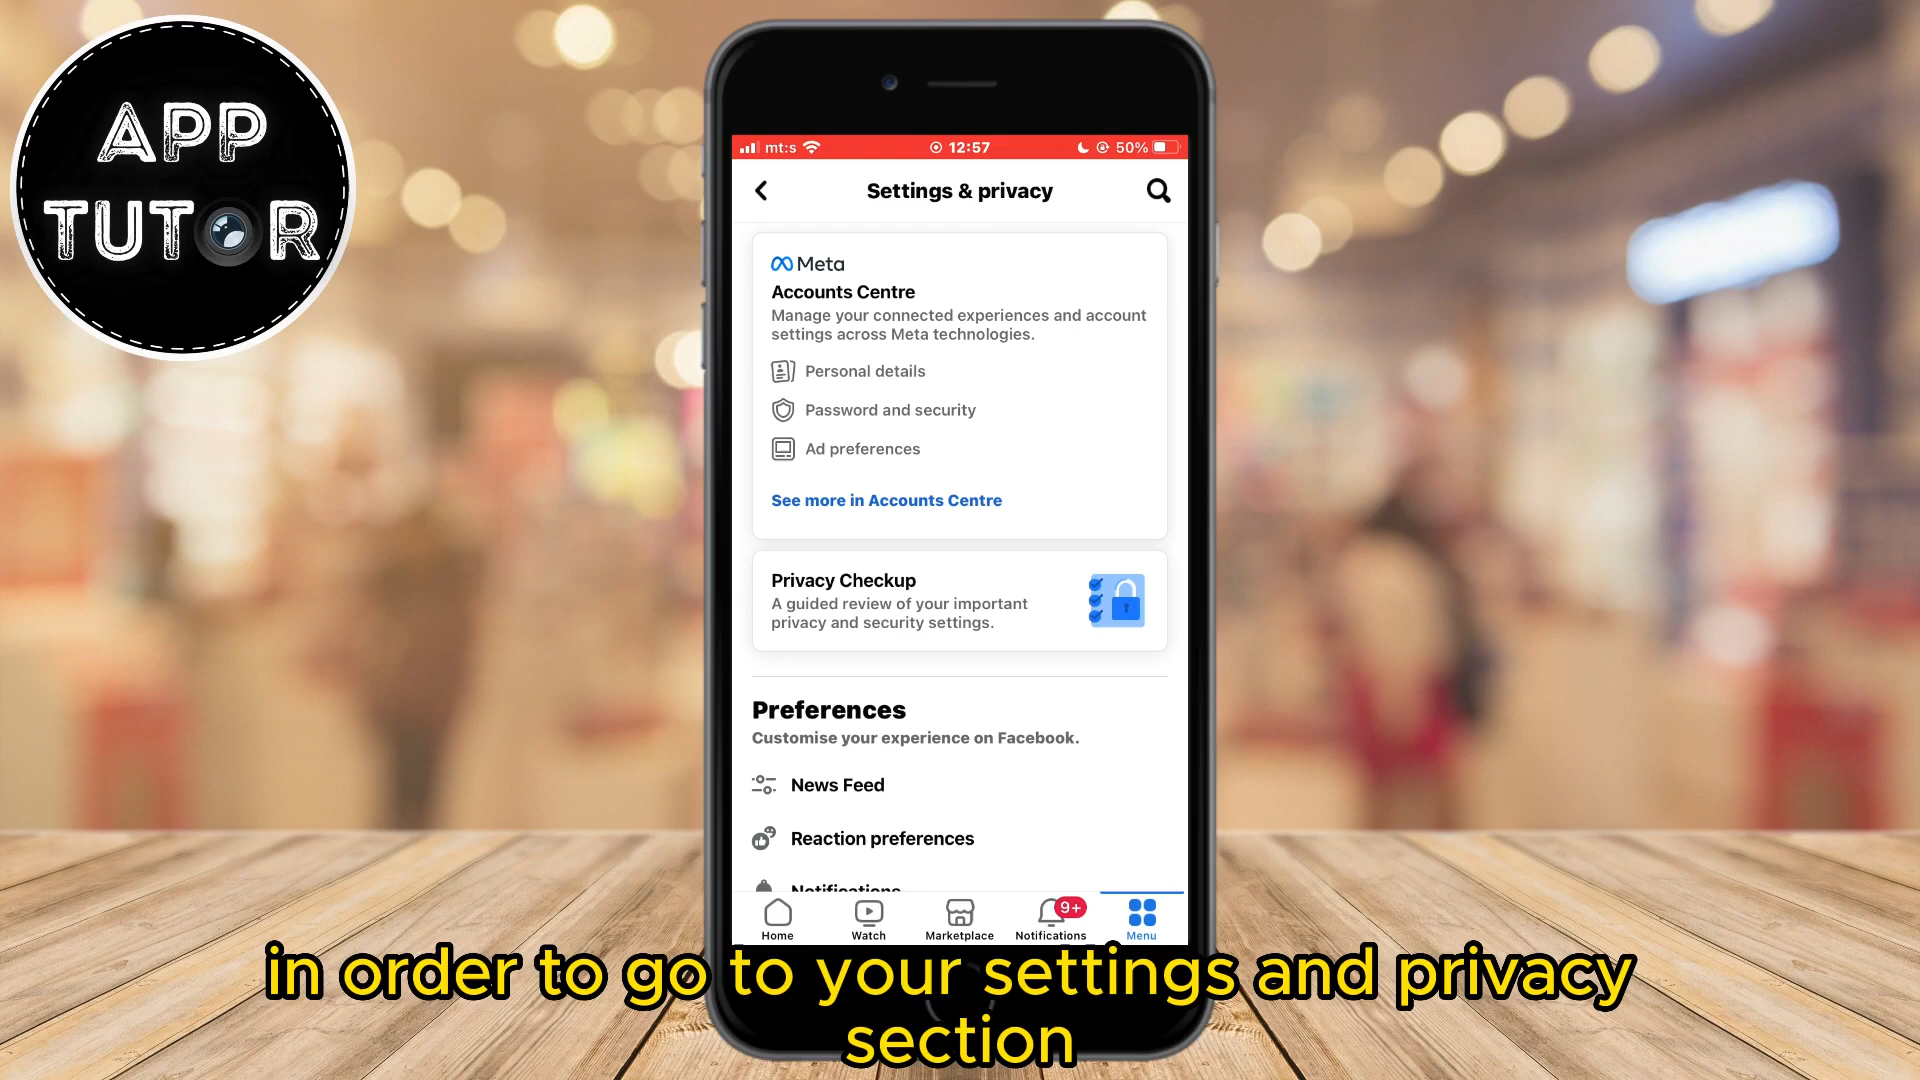 APP
TUTOR
mt:s
12:57
50%
Settings & privacy
Meta
Accounts Centre
Manage your connected experiences and account
settings across Meta technologies.
Personal details
Password and security
Ad preferences
See more in Accounts Centre
Privacy Checkup
A guided review of your important
privacy and security settings.
Preferences
Customise your experience on Facebook.
News Feed
Reaction preferences
Notifications
9+
Home
Watch
Marketplace
Notifications
Menu
in order to go to your settings and privacy
section